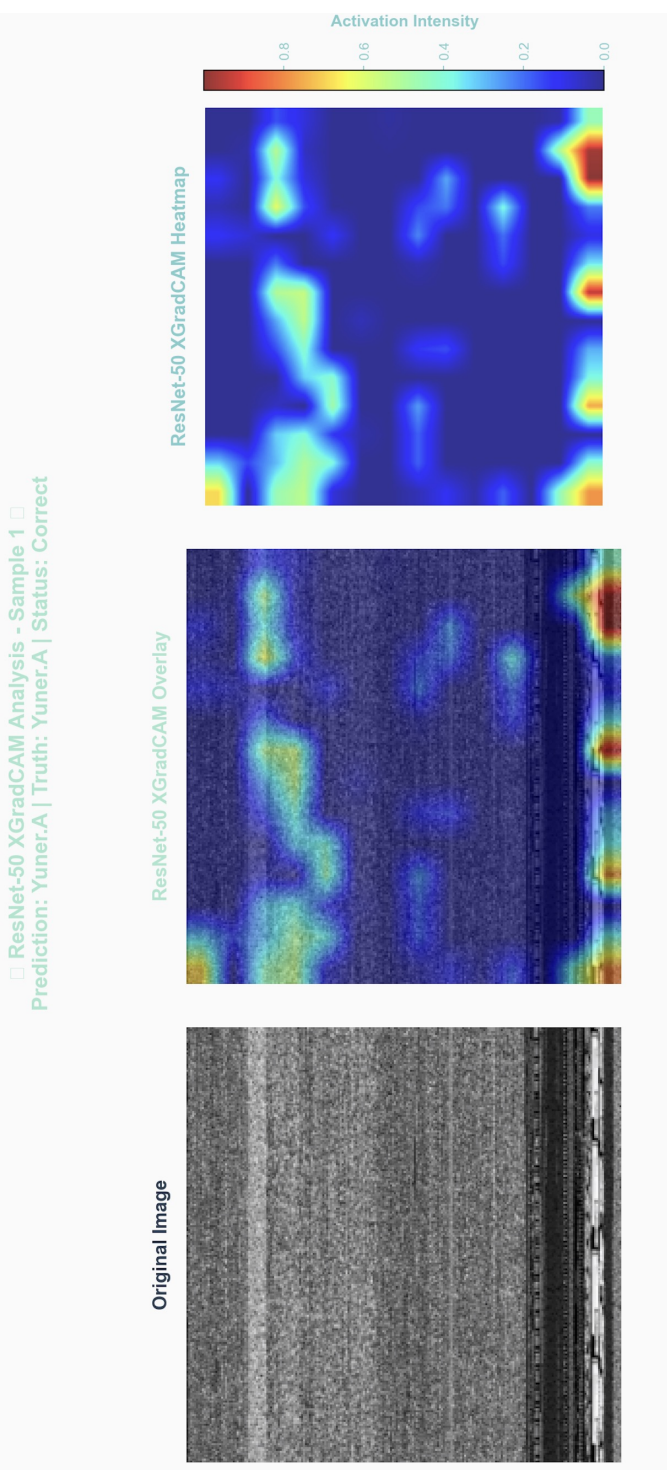 □ ResNet-50 XGradCAM Analysis - Sample 1 □
Prediction: Yuner.A | Truth: Yuner.A | Status: Correct
Original Image
ResNet-50 XGradCAM Overlay
ResNet-50 XGradCAM Heatmap
0.8
0.6
0.4
0.2
0.0
Activation Intensity